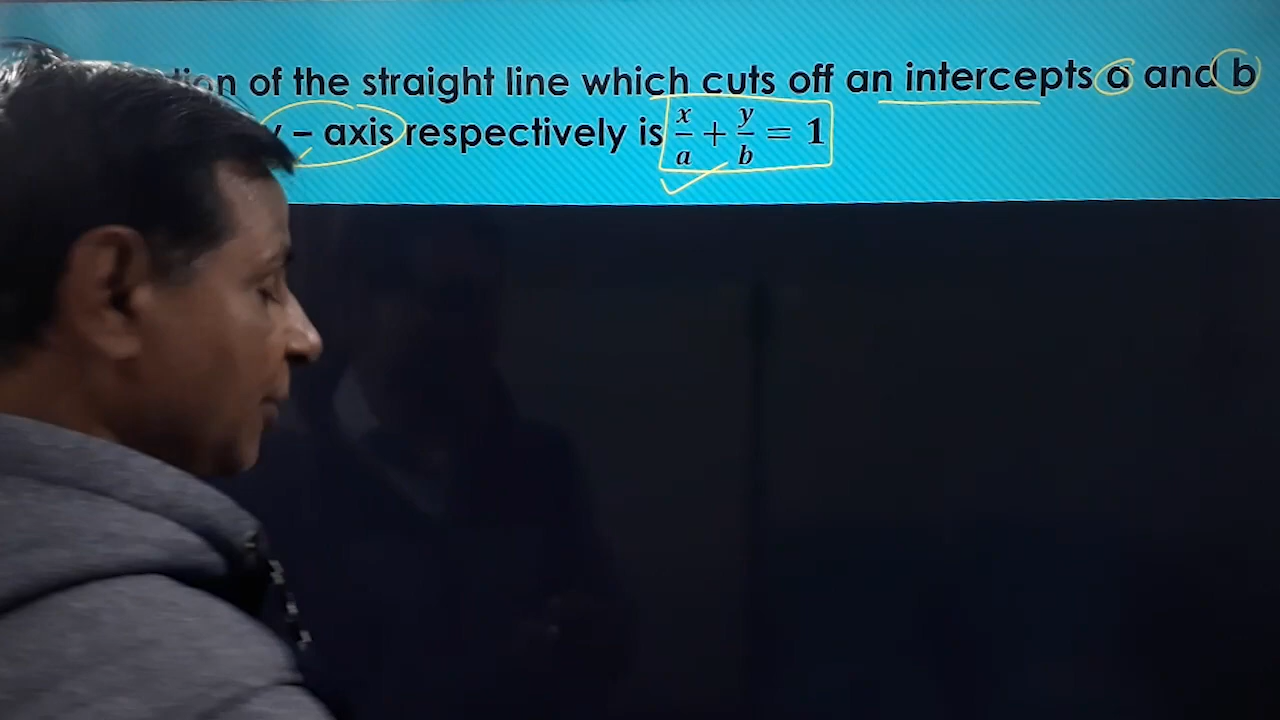 of the straight line which cuts off an intercepts a and b
– axis respectively is x/a + y/b = 1